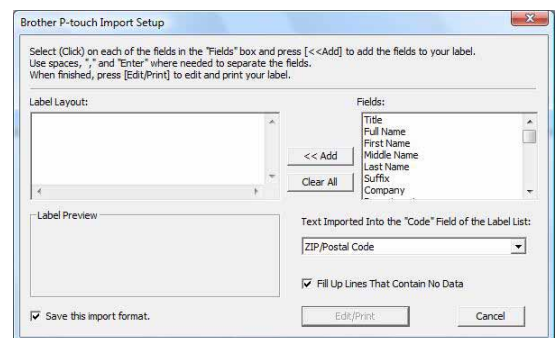 Brother P-touch Import Setup
Select (Click) on each of the fields in the "Fields" box and press [<<Add] to add the fields to your label.
Use spaces, "," and "Enter" where needed to separate the fields.
When finished, press [Edit/Print] to edit and print your label.
Label Layout:
Fields:
Title
Full Name
First Name
Middle Name
Last Name
Suffix
Company
<< Add
Clear All
Label Preview
Text Imported Into the "Code" Field of the Label List:
ZIP/Postal Code
Fill Up Lines That Contain No Data
Save this import format.
Edit/Print
Cancel